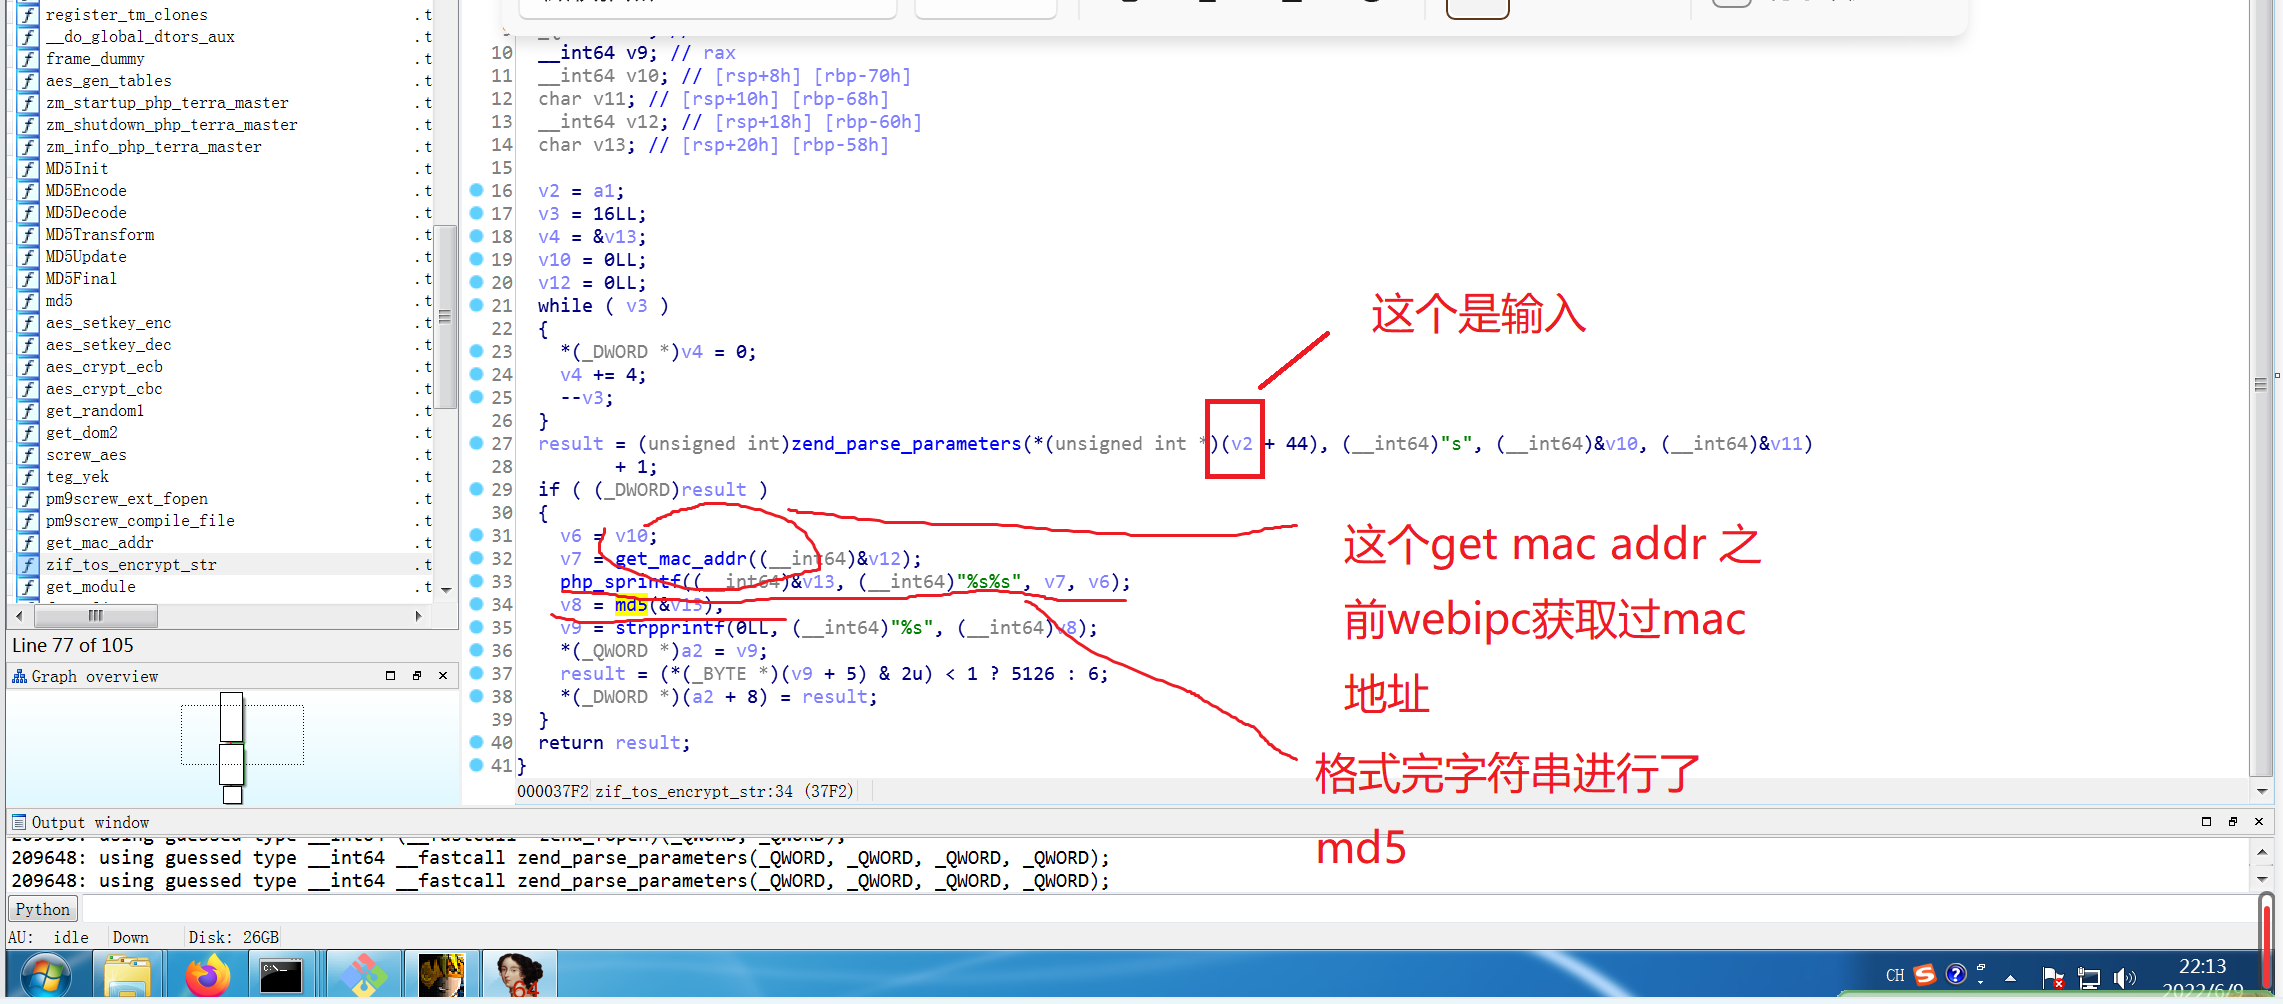 register_tm_clones .t
__do_global_dtors_aux .t
frame_dummy .t
aes_gen_tables .t
zm_startup_php_terra_master .t
zm_shutdown_php_terra_master .t
zm_info_php_terra_master .t
MD5Init .t
MD5Encode .t
MD5Decode .t
MD5Transform .t
MD5Update .t
MD5Final .t
md5 .t
aes_setkey_enc .t
aes_setkey_dec .t
aes_crypt_ecb .t
aes_crypt_cbc .t
get_random1 .t
get_dom2 .t
screw_aes .t
teg_yek .t
pm9screw_ext_fopen .t
pm9screw_compile_file .t
get_mac_addr .t
zif_tos_encrypt_str .t
get_module .t
Line 77 of 105
Graph overview
10 __int64 v9; // rax
11 __int64 v10; // [rsp+8h] [rbp-70h]
12 char v11; // [rsp+10h] [rbp-68h]
13 __int64 v12; // [rsp+18h] [rbp-60h]
14 char v13; // [rsp+20h] [rbp-58h]
15
16 v2 = a1;
17 v3 = 16LL;
18 v4 = &v13;
19 v10 = 0LL;
20 v12 = 0LL;
21 while ( v3 )
22 {
23 *(_DWORD *)v4 = 0;
24 v4 += 4;
25 --v3;
26 }
27 result = (unsigned int)zend_parse_parameters(*(unsigned int *)(v2 + 44), (__int64)"s", (__int64)&v10, (__int64)&v11)
28 + 1;
29 if ( (_DWORD)result )
30 {
31 v6 = v10;
32 v7 = get_mac_addr((__int64)&v12);
33 php_sprintf((__int64)&v13, (__int64)"%s%s", v7, v6);
34 v8 = md5(&v13);
35 v9 = strpprintf(0LL, (__int64)"%s", (__int64)v8);
36 *(_QWORD *)a2 = v9;
37 result = (*(_BYTE *)(v9 + 5) & 2u) < 1 ? 5126 : 6;
38 *(_DWORD *)(a2 + 8) = result;
39 }
40 return result;
41 }
000037F2 zif_tos_encrypt_str:34 (37F2)
这个是输入
这个get mac addr 之
前webipc获取过mac
地址
格式完字符串进行了
md5
Output window
209648: using guessed type __int64 __fastcall zend_parse_parameters(_QWORD, _QWORD, _QWORD, _QWORD);
209648: using guessed type __int64 __fastcall zend_parse_parameters(_QWORD, _QWORD, _QWORD, _QWORD);
Python
AU: idle Down Disk: 26GB
64
CH
22:13
2022/6/9